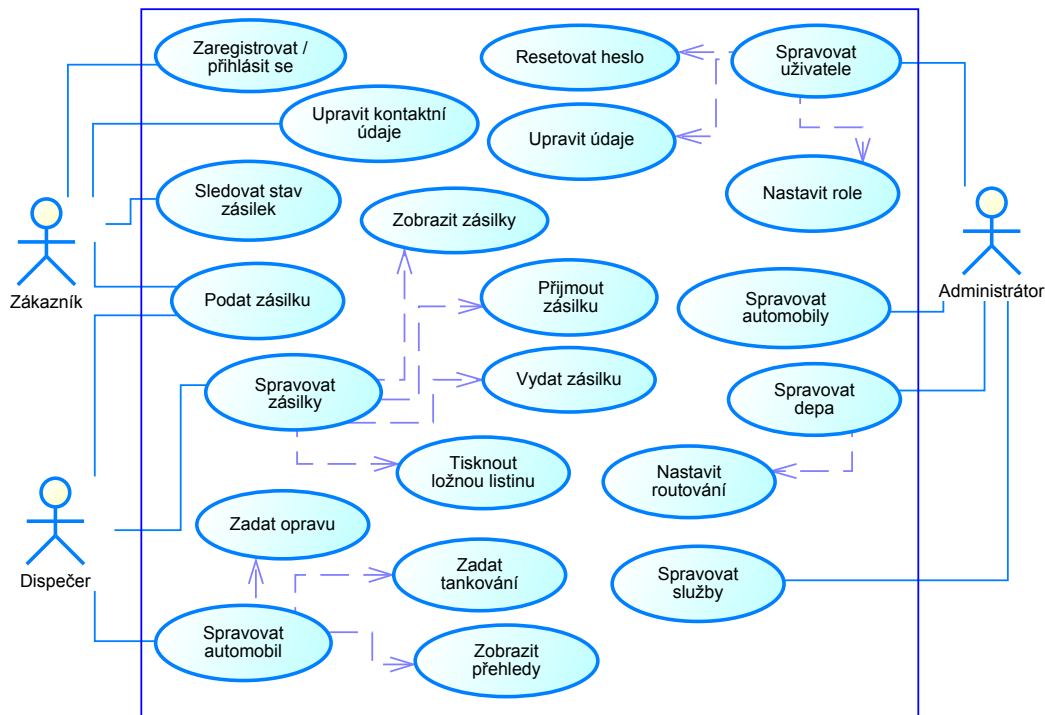 Zaregistrovat /
přihlásit se
Resetovat heslo
Spravovat
uživatele
Upravit kontaktní
údaje
Upravit údaje
Sledovat stav
zásilek
Nastavit role
Zobrazit zásilky
Zákazník
Podat zásilku
Přijmout
zásilku
Spravovat
automobily
Administrátor
Spravovat
zásilky
Vydat zásilku
Spravovat
depa
Tisknout
ložnou listinu
Nastavit
routování
Zadat opravu
Dispečer
Zadat
tankování
Spravovat
služby
Spravovat
automobil
Zobrazit
přehledy